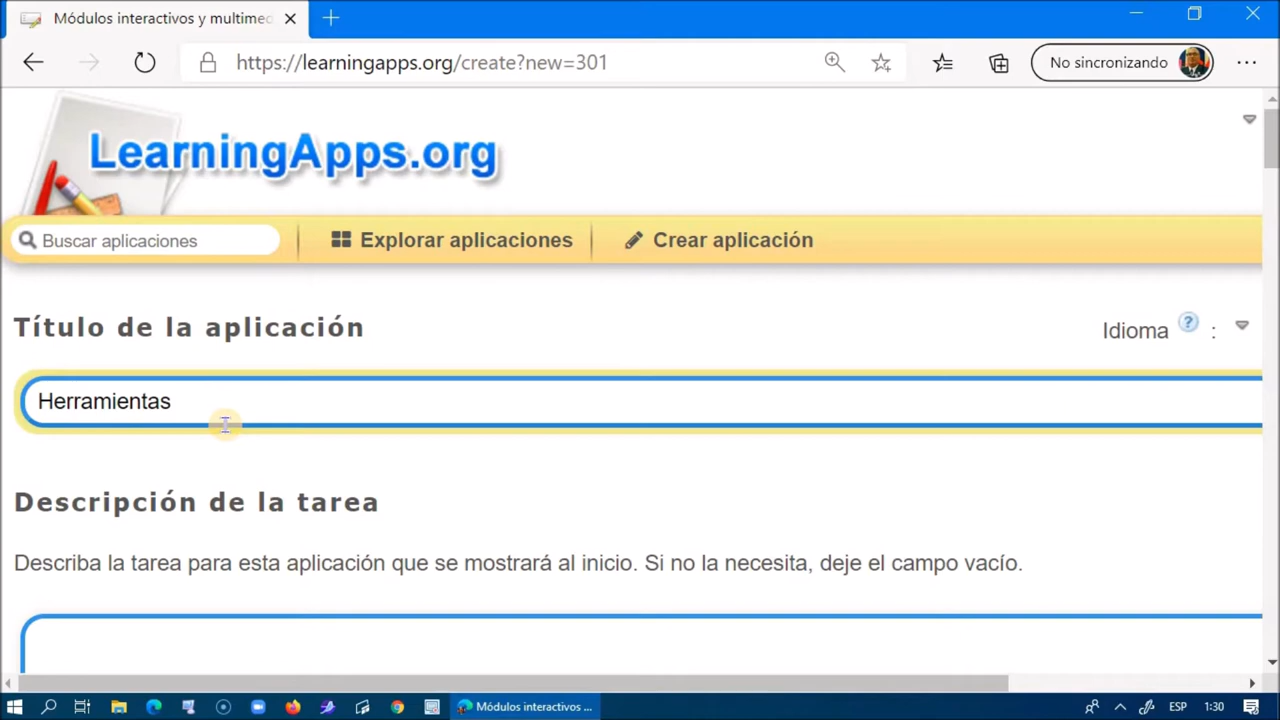 Módulos interactivos y multimed
https://learningapps.org/create?new=301
No sincronizando
LearningApps.org
Buscar aplicaciones
Explorar aplicaciones
Crear aplicación
Título de la aplicación
Idioma ? :
Herramientas
Descripción de la tarea
Describa la tarea para esta aplicación que se mostrará al inicio. Si no la necesita, deje el campo vacío.
Módulos interactivos ...
ESP
1:30